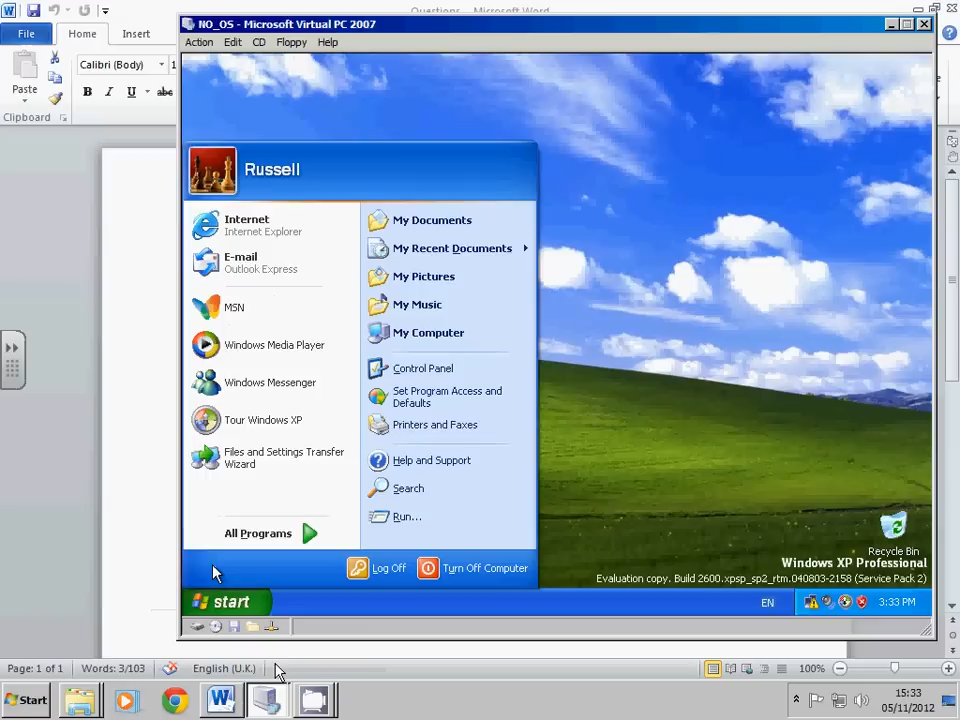 Questions - Microsoft Word
NO_OS - Microsoft Virtual PC 2007
File
Home
Insert
Action
Edit
CD
Floppy
Help
Paste
Calibri (Body)
1
B
I
U
abc
Clipboard
Russell
Internet
Internet Explorer
E-mail
Outlook Express
MSN
Windows Media Player
Windows Messenger
Tour Windows XP
Files and Settings Transfer
Wizard
All Programs
My Documents
My Recent Documents
My Pictures
My Music
My Computer
Control Panel
Set Program Access and
Defaults
Printers and Faxes
Help and Support
Search
Run...
Log Off
Turn Off Computer
Recycle Bin
Windows XP Professional
Evaluation copy. Build 2600.xpsp_sp2_rtm.040803-2158 (Service Pack 2)
start
EN
3:33 PM
Page: 1 of 1
Words: 3/103
English (U.K.)
100%
Start
15:33
05/11/2012